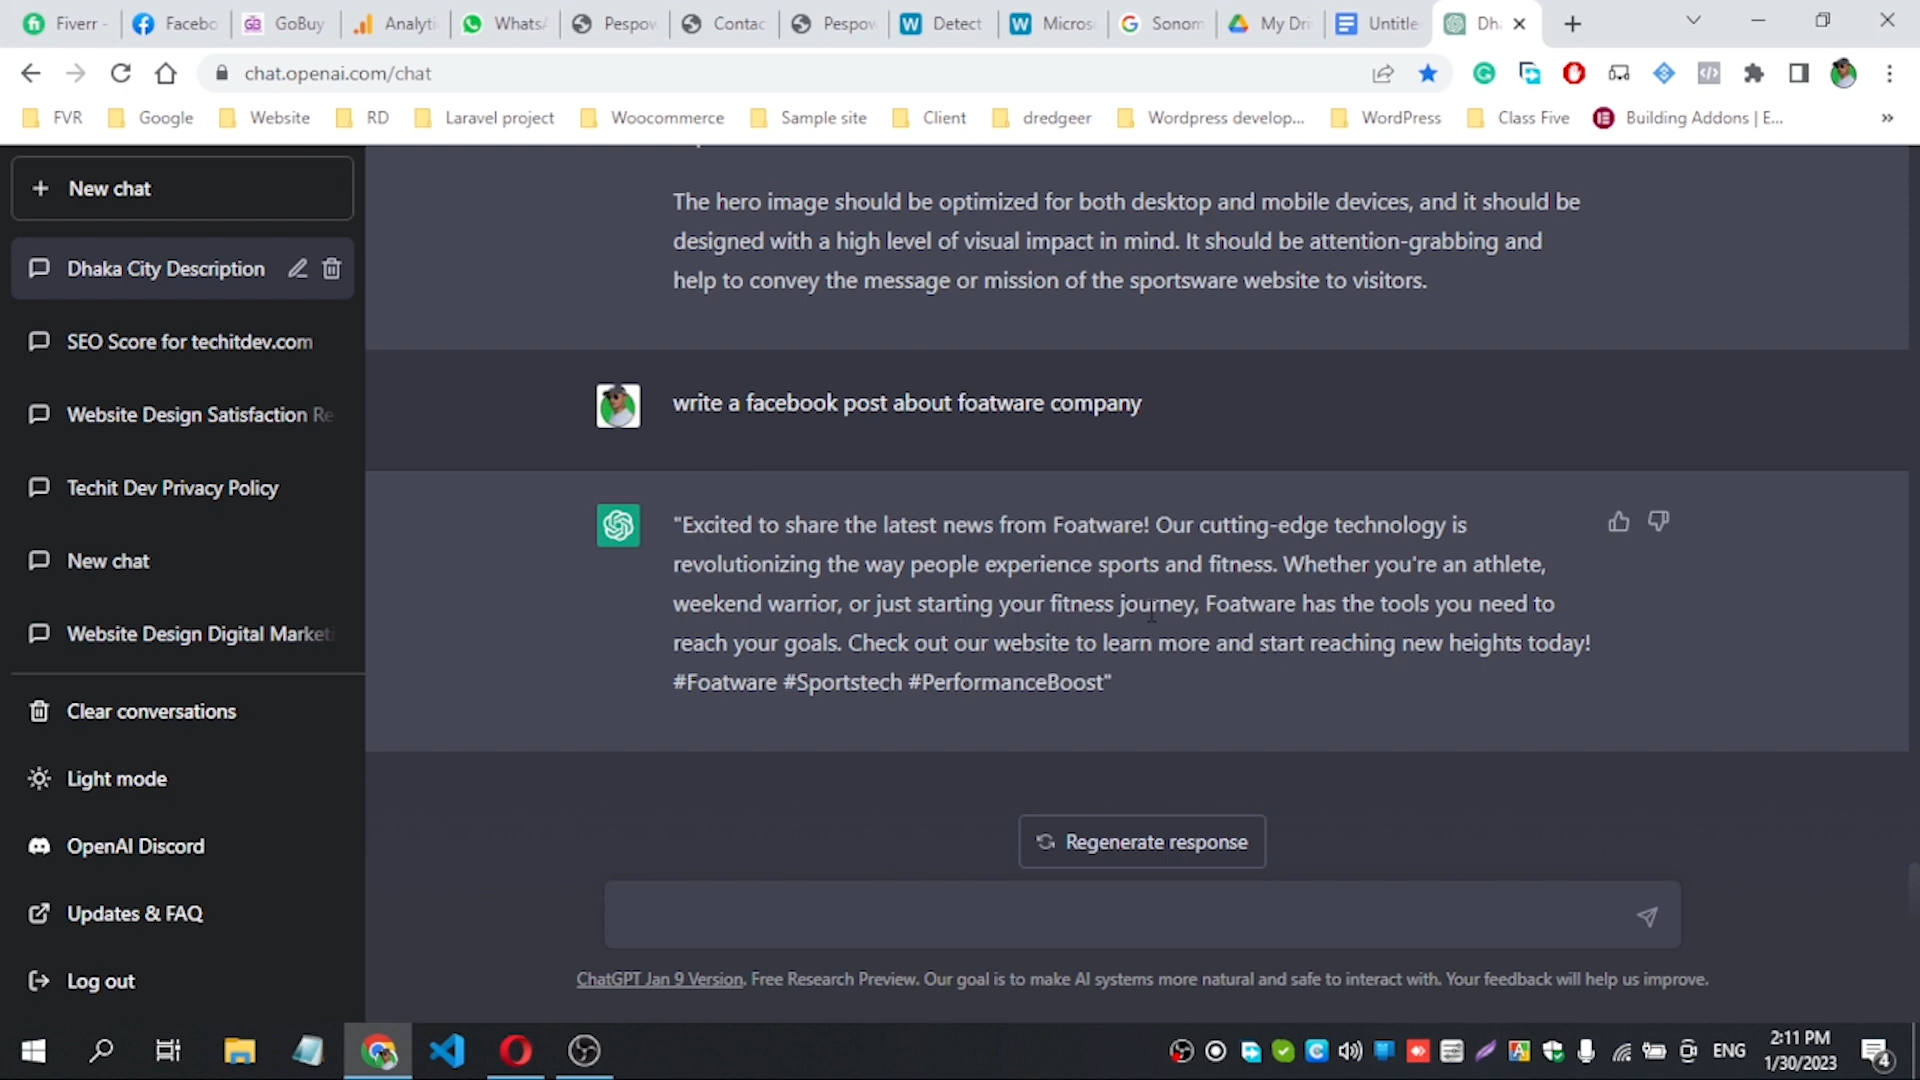 Fiverr - Facebo GoBuy Analyti WhatsA Pespow Contac Pespow Detect Micros Sonom My Dri Untitle Dh
chat.openai.com/chat
FVR Google Website RD Laravel project Woocommerce Sample site Client dredgeer Wordpress develop... WordPress Class Five Building Addons | E... »
New chat
Dhaka City Description
SEO Score for techitdev.com
Website Design Satisfaction Re
Techit Dev Privacy Policy
New chat
Website Design Digital Marketi
Clear conversations
Light mode
OpenAI Discord
Updates & FAQ
Log out
The hero image should be optimized for both desktop and mobile devices, and it should be
designed with a high level of visual impact in mind. It should be attention-grabbing and
help to convey the message or mission of the sportsware website to visitors.
write a facebook post about foatware company
"Excited to share the latest news from Foatware! Our cutting-edge technology is
revolutionizing the way people experience sports and fitness. Whether you're an athlete,
weekend warrior, or just starting your fitness journey, Foatware has the tools you need to
reach your goals. Check out our website to learn more and start reaching new heights today!
#Foatware #Sportstech #PerformanceBoost"
Regenerate response
ChatGPT Jan 9 Version. Free Research Preview. Our goal is to make AI systems more natural and safe to interact with. Your feedback will help us improve.
ENG
2:11 PM
1/30/2023
4